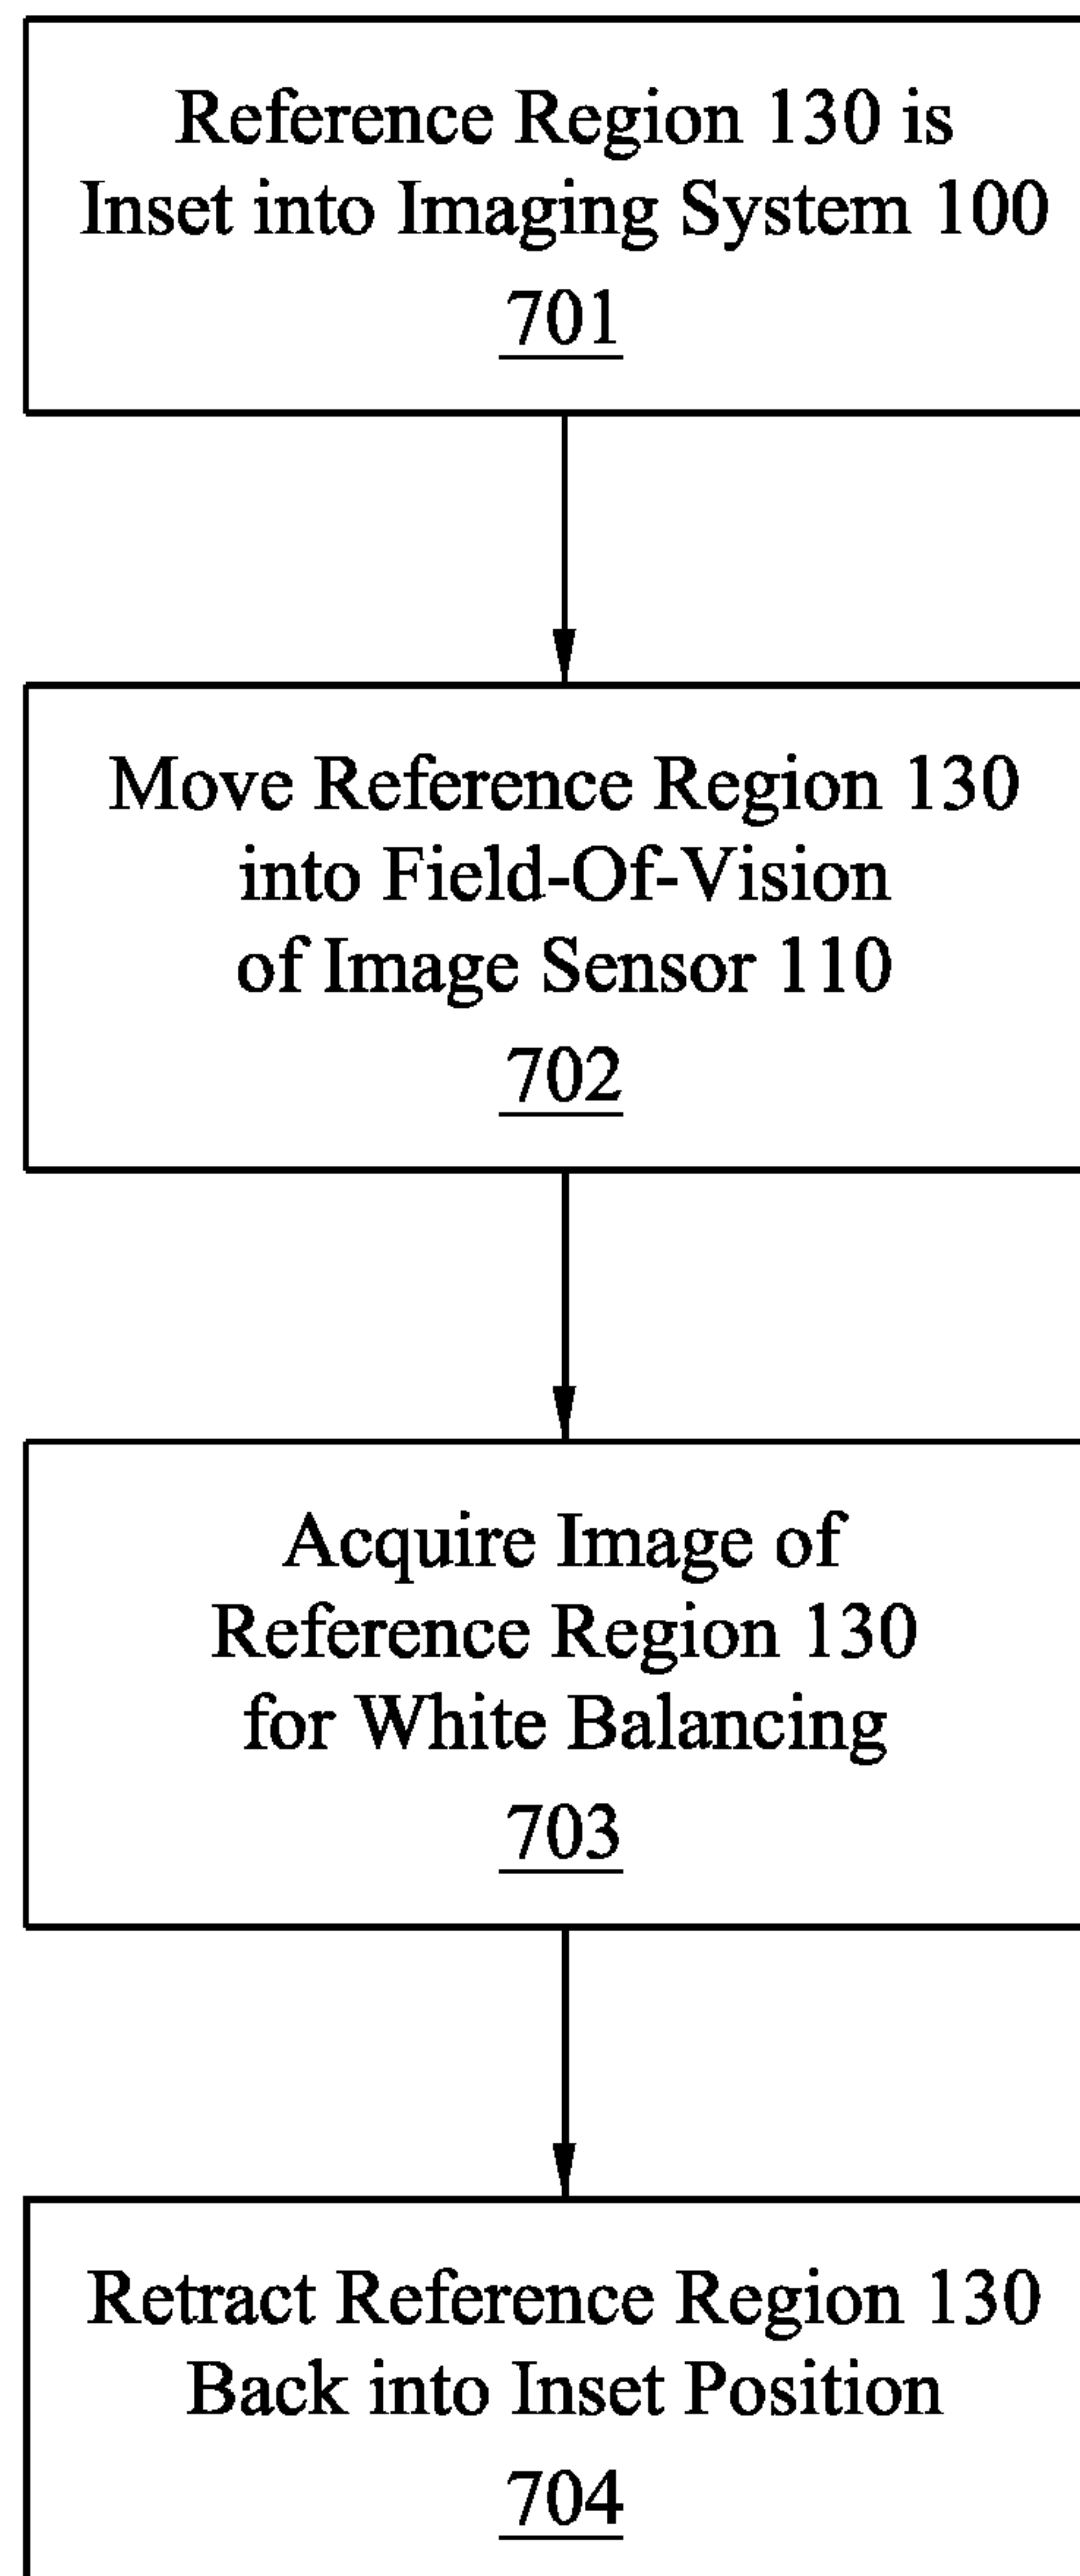 Reference Region 130 is
Inset into Imaging System 100
701
Move Reference Region 130
into Field-Of-Vision
of Image Sensor 110
702
Acquire Image of
Reference Region 130
for White Balancing
703
Retract Reference Region 130
Back into Inset Position
704